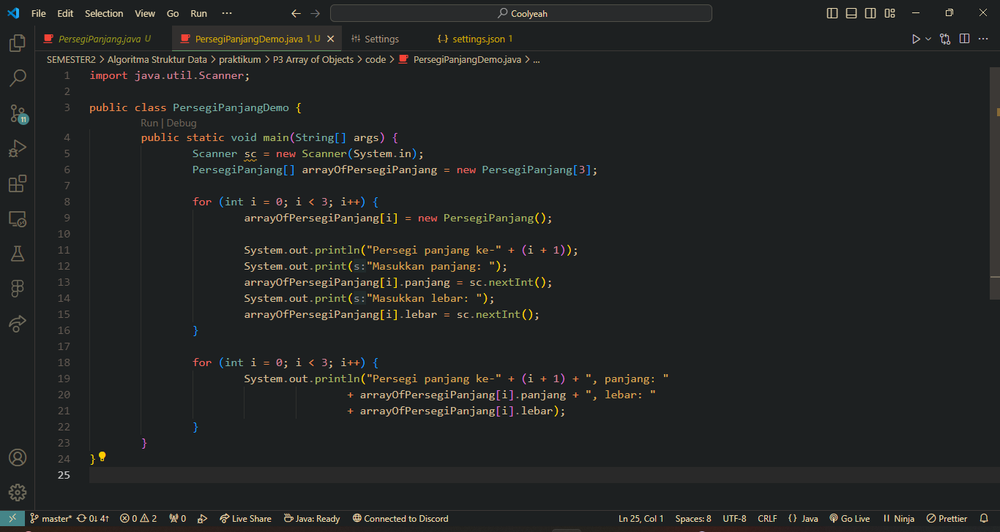 File Edit Selection View Go Run ··· Coolyeah
PersegiPanjang.java U PersegiPanjangDemo.java 1, U Settings {..} settings.json 1
SEMESTER2 > Algoritma Struktur Data > praktikum > P3 Array of Objects > code > PersegiPanjangDemo.java > ...
1 import java.util.Scanner;
2
3 public class PersegiPanjangDemo {
Run | Debug
4 public static void main(String[] args) {
5 Scanner sc = new Scanner(System.in);
6 PersegiPanjang[] arrayOfPersegiPanjang = new PersegiPanjang[3];
7
8 for (int i = 0; i < 3; i++) {
9 arrayOfPersegiPanjang[i] = new PersegiPanjang();
10
11 System.out.println("Persegi panjang ke-" + (i + 1));
12 System.out.print(s:"Masukkan panjang: ");
13 arrayOfPersegiPanjang[i].panjang = sc.nextInt();
14 System.out.print(s:"Masukkan lebar: ");
15 arrayOfPersegiPanjang[i].lebar = sc.nextInt();
16 }
17
18 for (int i = 0; i < 3; i++) {
19 System.out.println("Persegi panjang ke-" + (i + 1) + ", panjang: "
20 + arrayOfPersegiPanjang[i].panjang + ", lebar: "
21 + arrayOfPersegiPanjang[i].lebar);
22 }
23 }
24 }
25
11
master* 0↓ 4↑ 0 2 0 Live Share Java: Ready Connected to Discord Ln 25, Col 1 Spaces: 8 UTF-8 CRLF {} Java Go Live Ninja Prettier